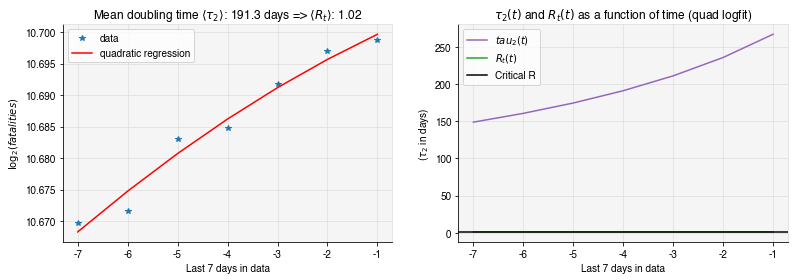 Mean doubling time ⟨τ₂⟩: 191.3 days => ⟨Rₜ⟩: 1.02
data
quadratic regression
log₂(fatalities)
10.700
10.695
10.690
10.685
10.680
10.675
10.670
-7 -6 -5 -4 -3 -2 -1
Last 7 days in data
τ₂(t) and Rₜ(t) as a function of time (quad logfit)
tau₂(t)
Rₜ(t)
Critical R
(τ₂ in days)
250
200
150
100
50
0
-7 -6 -5 -4 -3 -2 -1
Last 7 days in data